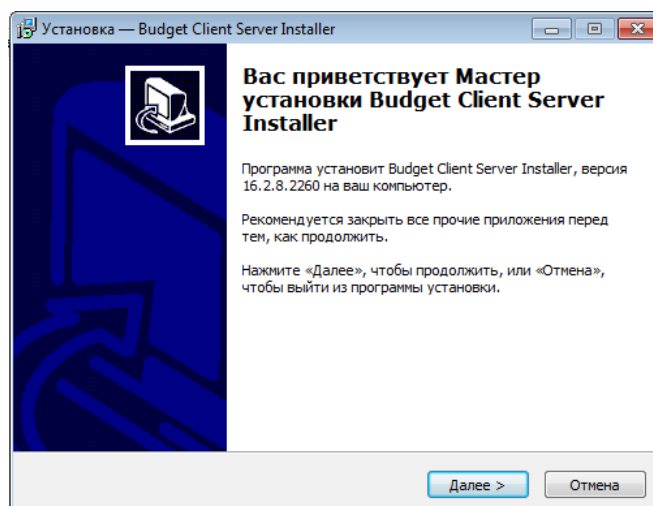 Установка — Budget Client Server Installer
Вас приветствует Мастер
установки Budget Client Server
Installer
Программа установит Budget Client Server Installer, версия
16.2.8.2260 на ваш компьютер.
Рекомендуется закрыть все прочие приложения перед
тем, как продолжить.
Нажмите «Далее», чтобы продолжить, или «Отмена»,
чтобы выйти из программы установки.
Далее >
Отмена